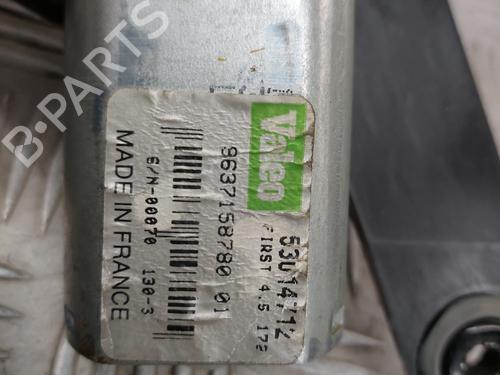 Valeo
53014712
FIRST 4.5 172
9637158780 01
S/N-00070 130-3
MADE IN FRANCE
B-PARTS